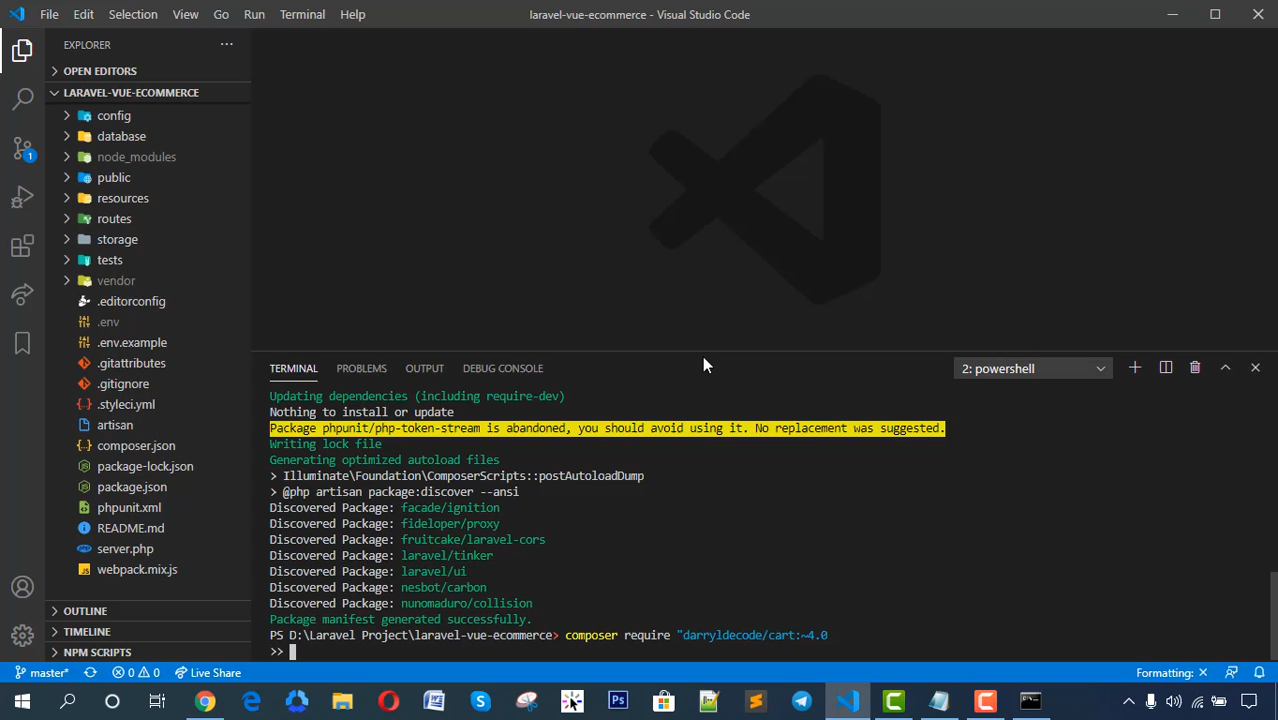 File Edit Selection View Go Run Terminal Help laravel-vue-ecommerce - Visual Studio Code
EXPLORER
OPEN EDITORS
LARAVEL-VUE-ECOMMERCE
config
database
node_modules
public
resources
routes
storage
tests
vendor
.editorconfig
.env
.env.example
.gitattributes
.gitignore
.styleci.yml
artisan
composer.json
package-lock.json
package.json
phpunit.xml
README.md
server.php
webpack.mix.js
OUTLINE
TIMELINE
NPM SCRIPTS
1
TERMINAL PROBLEMS OUTPUT DEBUG CONSOLE 2: powershell
Updating dependencies (including require-dev)
Nothing to install or update
Package phpunit/php-token-stream is abandoned, you should avoid using it. No replacement was suggested.
Writing lock file
Generating optimized autoload files
> Illuminate\Foundation\ComposerScripts::postAutoloadDump
> @php artisan package:discover --ansi
Discovered Package: facade/ignition
Discovered Package: fideloper/proxy
Discovered Package: fruitcake/laravel-cors
Discovered Package: laravel/tinker
Discovered Package: laravel/ui
Discovered Package: nesbot/carbon
Discovered Package: nunomaduro/collision
Package manifest generated successfully.
PS D:\Laravel Project\laravel-vue-ecommerce> composer require "darryldecode/cart:~4.0
>>
master* 0 0 Live Share Formatting: ×